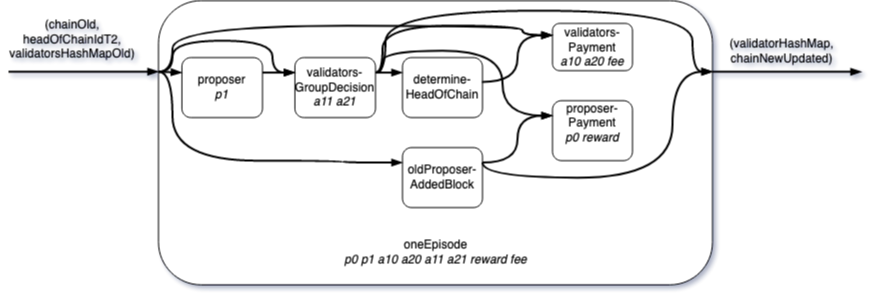 (chainOld,
headOfChainIdT2,
validatorsHashMapOld)
proposer
p1
validators-
GroupDecision
a11 a21
determine-
HeadOfChain
validators-
Payment
a10 a20 fee
proposer-
Payment
p0 reward
oldProposer-
AddedBlock
(validatorHashMap,
chainNewUpdated)
oneEpisode
p0 p1 a10 a20 a11 a21 reward fee